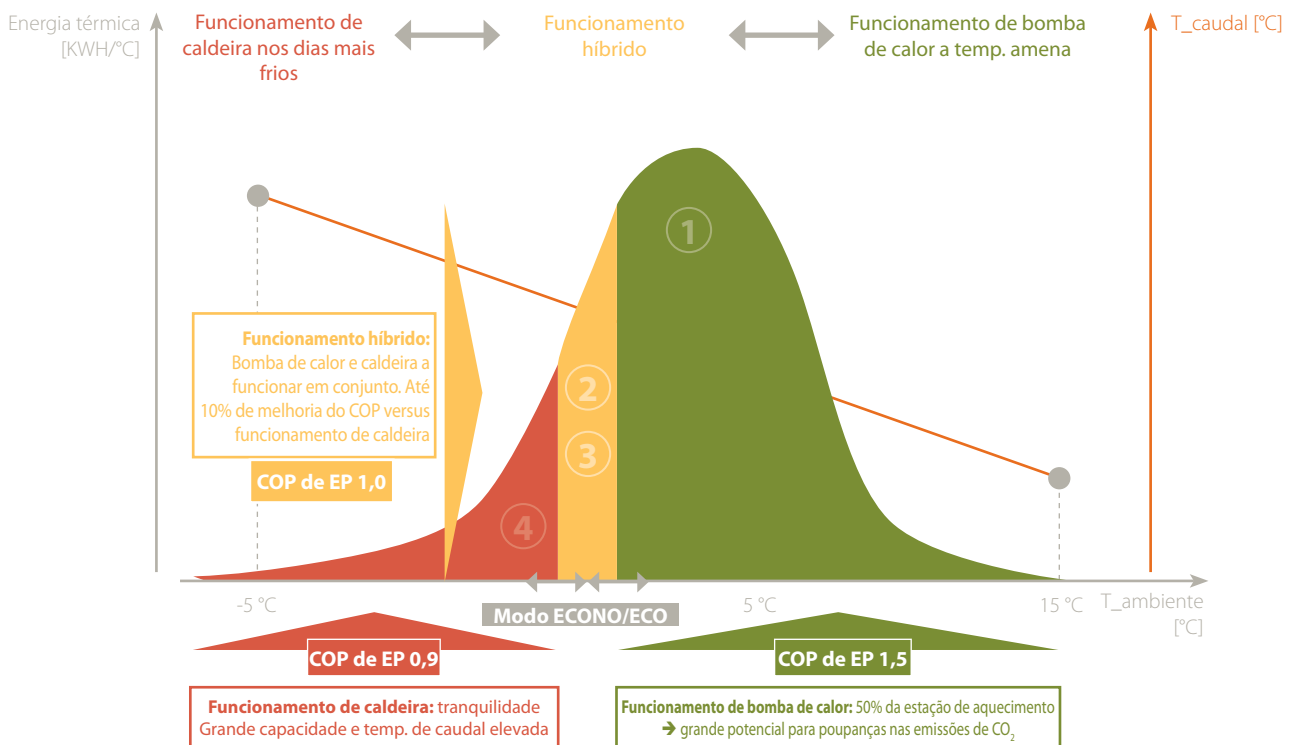 Energia térmica
[KWH/°C]
Funcionamento de
caldeira nos dias mais
frios
Funcionamento
híbrido
Funcionamento de bomba
de calor a temp. amena
T_caudal [°C]
1
2
3
4
Funcionamento híbrido:
Bomba de calor e caldeira a
funcionar em conjunto. Até
10% de melhoria do COP versus
funcionamento de caldeira
COP de EP 1,0
-5 °C
Modo ECONO/ECO
5 °C
15 °C
T_ambiente
[°C]
COP de EP 0,9
COP de EP 1,5
Funcionamento de caldeira: tranquilidade
Grande capacidade e temp. de caudal elevada
Funcionamento de bomba de calor: 50% da estação de aquecimento
➔ grande potencial para poupanças nas emissões de CO₂